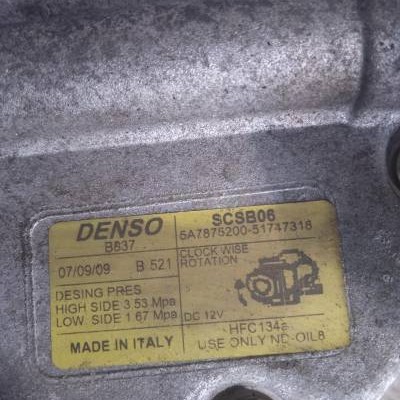 DENSO
B837
SCSB06
5A7875200-51747318
07/09/09 B 521
CLOCK WISE
ROTATION
DESING PRES
HIGH SIDE 3.53 Mpa
LOW SIDE 1.67 Mpa
DC 12V
HFC134a
MADE IN ITALY
USE ONLY ND-OIL8